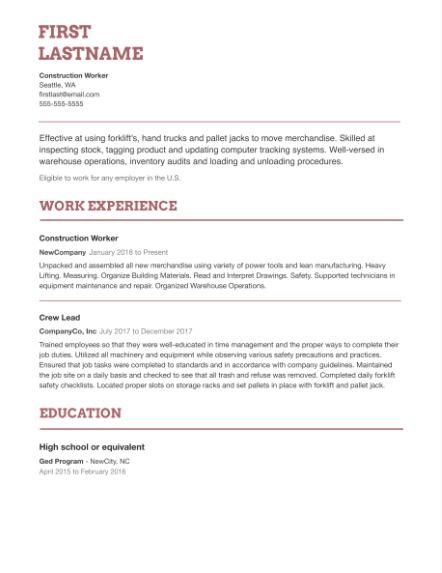 FIRST
LASTNAME
Construction Worker
Seattle, WA
firstlast@email.com
555-555-5555
Effective at using forklift's, hand trucks and pallet jacks to move merchandise. Skilled at
inspecting stock, tagging product and updating computer tracking systems. Well-versed in
warehouse operations, inventory audits and loading and unloading procedures.
Eligible to work for any employer in the U.S.
WORK EXPERIENCE
Construction Worker
NewCompany January 2018 to Present
Unpacked and assembled all new merchandise using variety of power tools and lean manufacturing. Heavy
Lifting. Measuring. Organize Building Materials. Read and Interpret Drawings. Safety. Supported technicians in
equipment maintenance and repair. Organized Warehouse Operations.
Crew Lead
CompanyCo, Inc July 2017 to December 2017
Trained employees so that they were well-educated in time management and the proper ways to complete their
job duties. Utilized all machinery and equipment while observing various safety precautions and practices.
Ensured that job tasks were completed to standards and in accordance with company guidelines. Maintained
the job site on a daily basis and checked to see that all trash and refuse was removed. Completed daily forklift
safety checklists. Located proper slots on storage racks and set pallets in place with forklift and pallet jack.
EDUCATION
High school or equivalent
Ged Program - NewCity, NC
April 2015 to February 2016